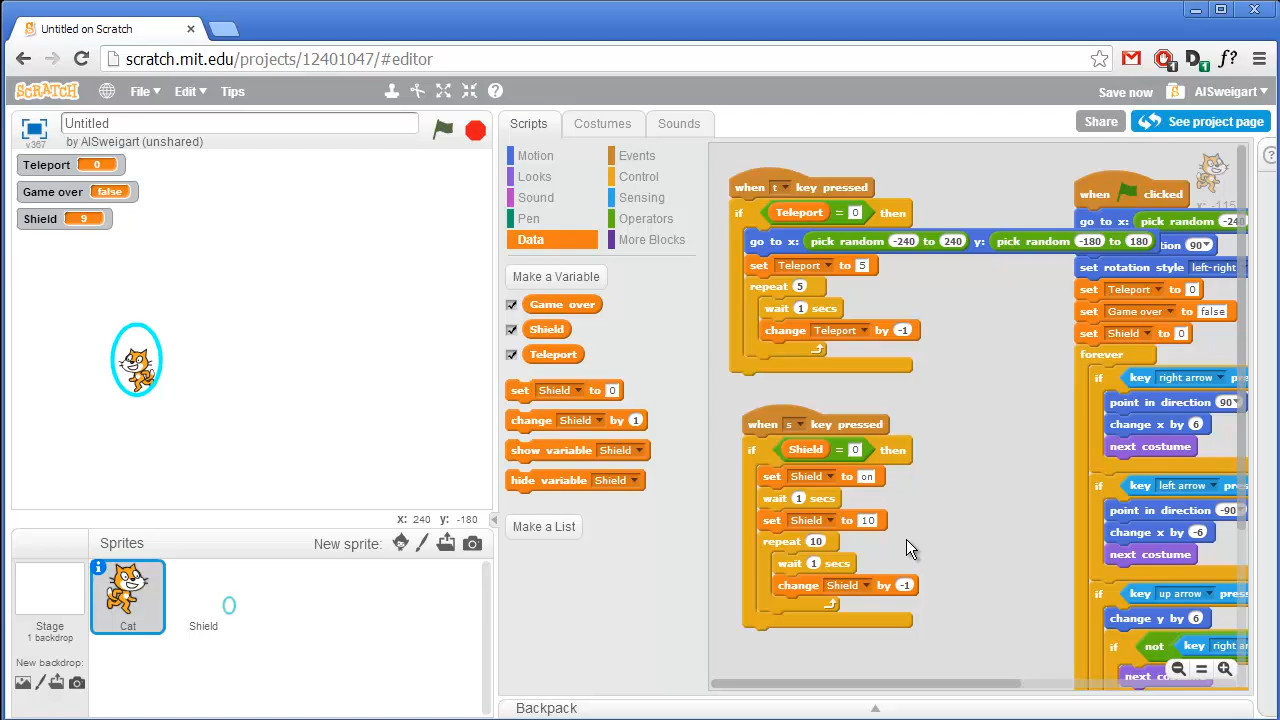 Untitled on Scratch
scratch.mit.edu/projects/12401047/#editor
1
D
1
f?
SCRATCH
File
Edit
Tips
Save now
AlSweigart
Untitled
v367
by AlSweigart (unshared)
Scripts
Costumes
Sounds
Share
See project page
Teleport 0
Game over false
Shield 9
x: 240 y: -180
Motion
Looks
Sound
Pen
Data
Events
Control
Sensing
Operators
More Blocks
Make a Variable
Game over
Shield
Teleport
set Shield to 0
change Shield by 1
show variable Shield
hide variable Shield
Make a List
when t key pressed
if Teleport = 0 then
go to x: pick random -240 to 240 y: pick random -180 to 180
set Teleport to 5
repeat 5
wait 1 secs
change Teleport by -1
when s key pressed
if Shield = 0 then
set Shield to on
wait 1 secs
set Shield to 10
repeat 10
wait 1 secs
change Shield by -1
when clicked
go to x: pick random -240
90
set rotation style left-right
set Teleport to 0
set Game over to false
set Shield to 0
forever
if key right arrow
point in direction 90
change x by 6
next costume
if key left arrow
point in direction -90
change x by -6
next costume
if key up arrow
change y by 6
if not key
Sprites
New sprite:
Stage
1 backdrop
New backdrop:
Cat
Shield
Backpack